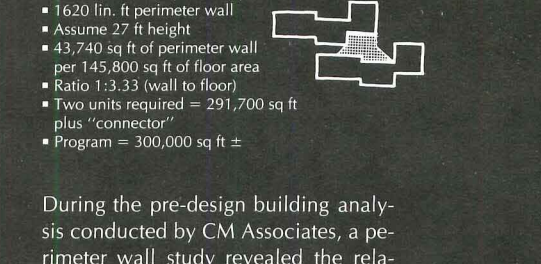 ▪ 1620 lin. ft perimeter wall
▪ Assume 27 ft height
▪ 43,740 sq ft of perimeter wall
per 145,800 sq ft of floor area
▪ Ratio 1:3.33 (wall to floor)
▪ Two units required = 291,700 sq ft
plus “connector”
▪ Program = 300,000 sq ft ±
During the pre-design building analy-
sis conducted by CM Associates, a pe-
rimeter wall study revealed the rela-